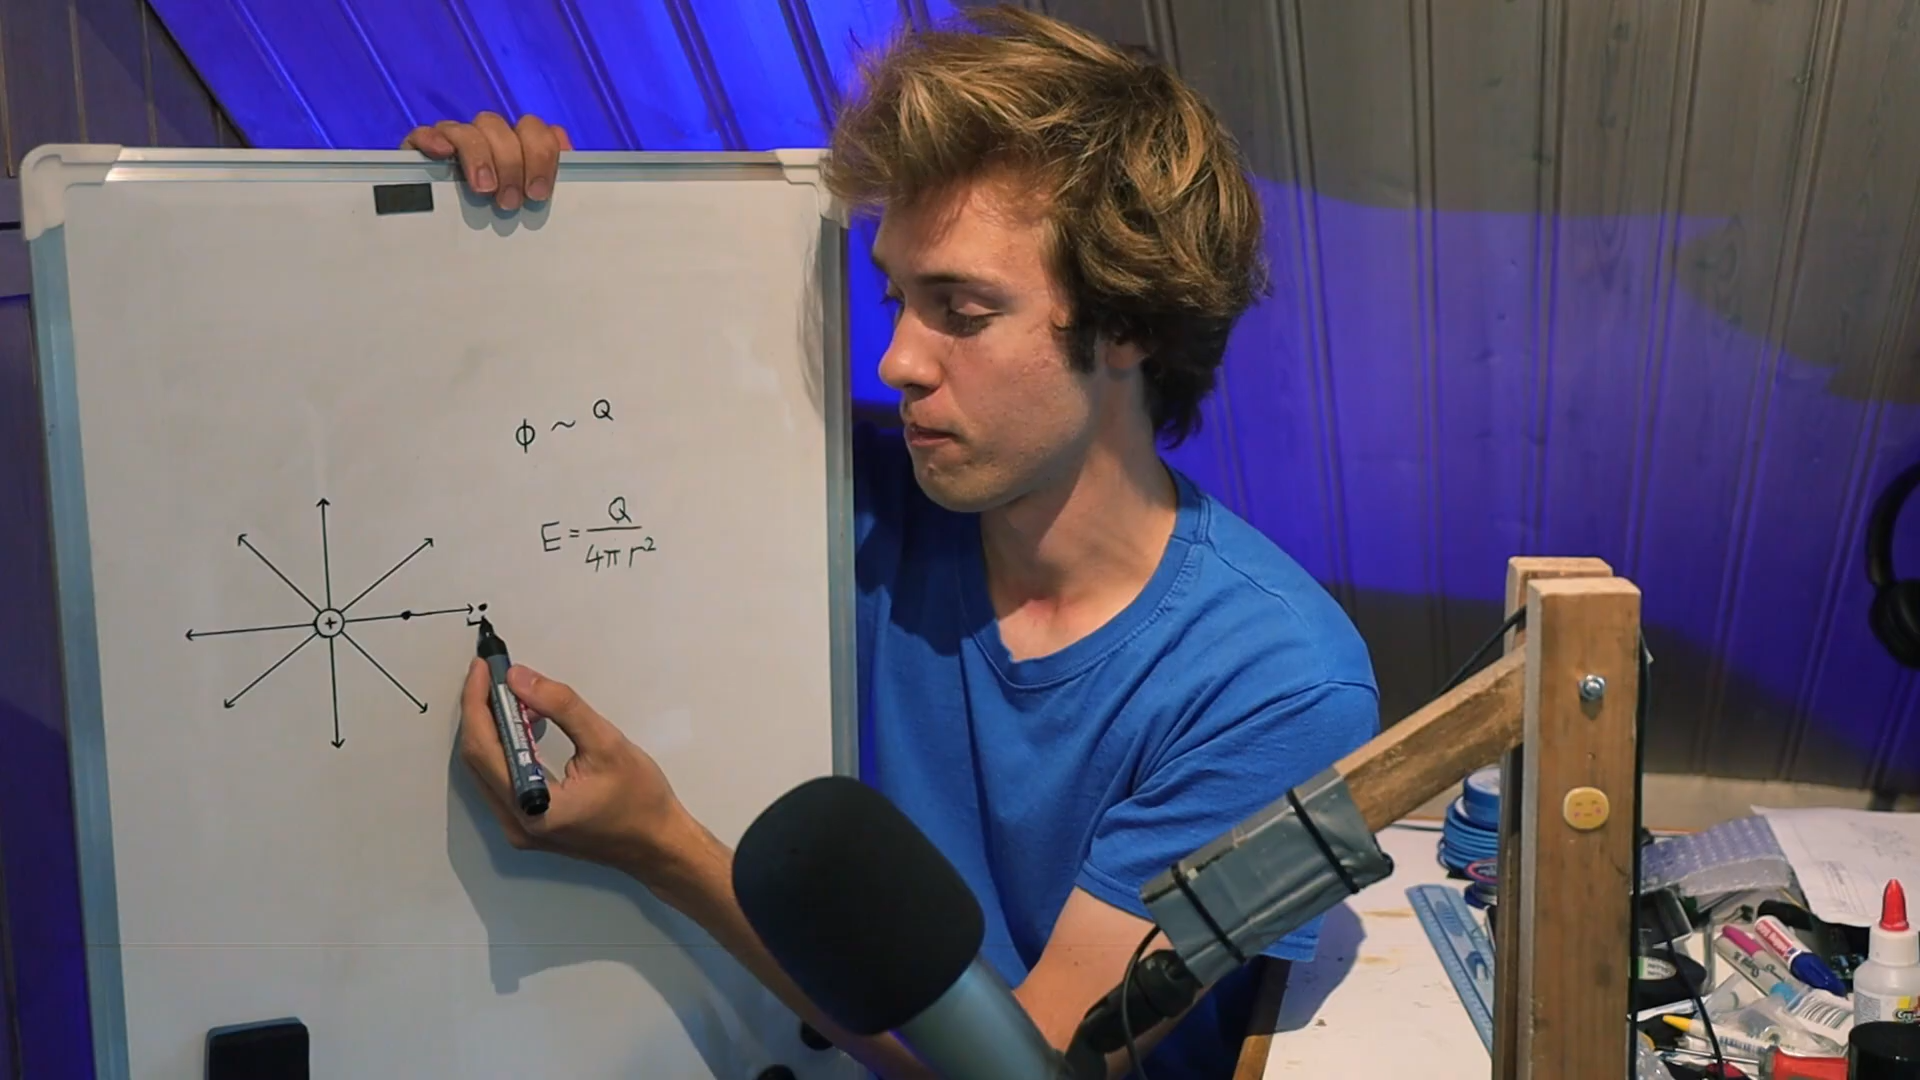 ϕ ~ Q
E = Q / 4πr²
+